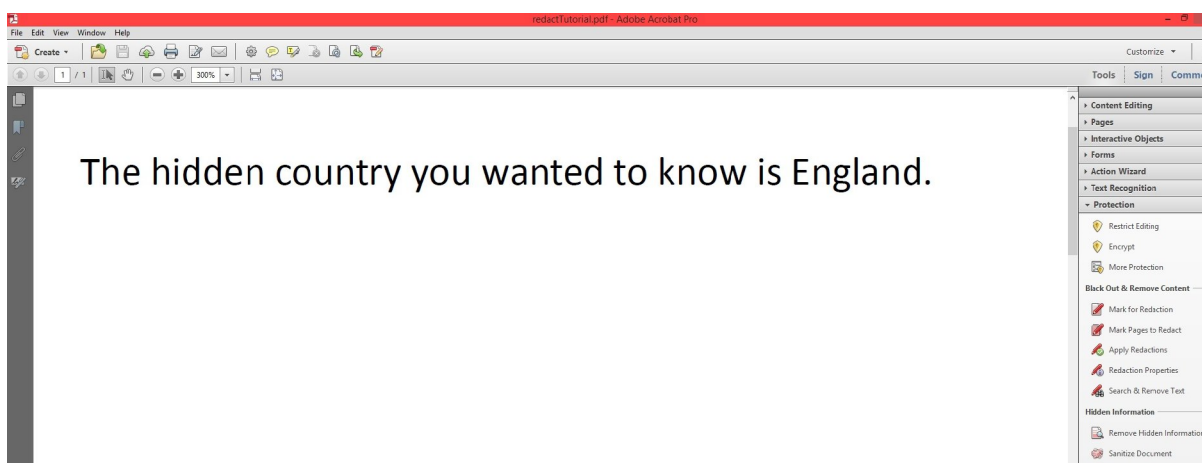 redactTutorial.pdf - Adobe Acrobat Pro
File Edit View Window Help
Create
Customize
1 / 1 300%
Tools Sign Comme
The hidden country you wanted to know is England.
Content Editing
Pages
Interactive Objects
Forms
Action Wizard
Text Recognition
Protection
Restrict Editing
Encrypt
More Protection
Black Out & Remove Content
Mark for Redaction
Mark Pages to Redact
Apply Redactions
Redaction Properties
Search & Remove Text
Hidden Information
Remove Hidden Information
Sanitize Document